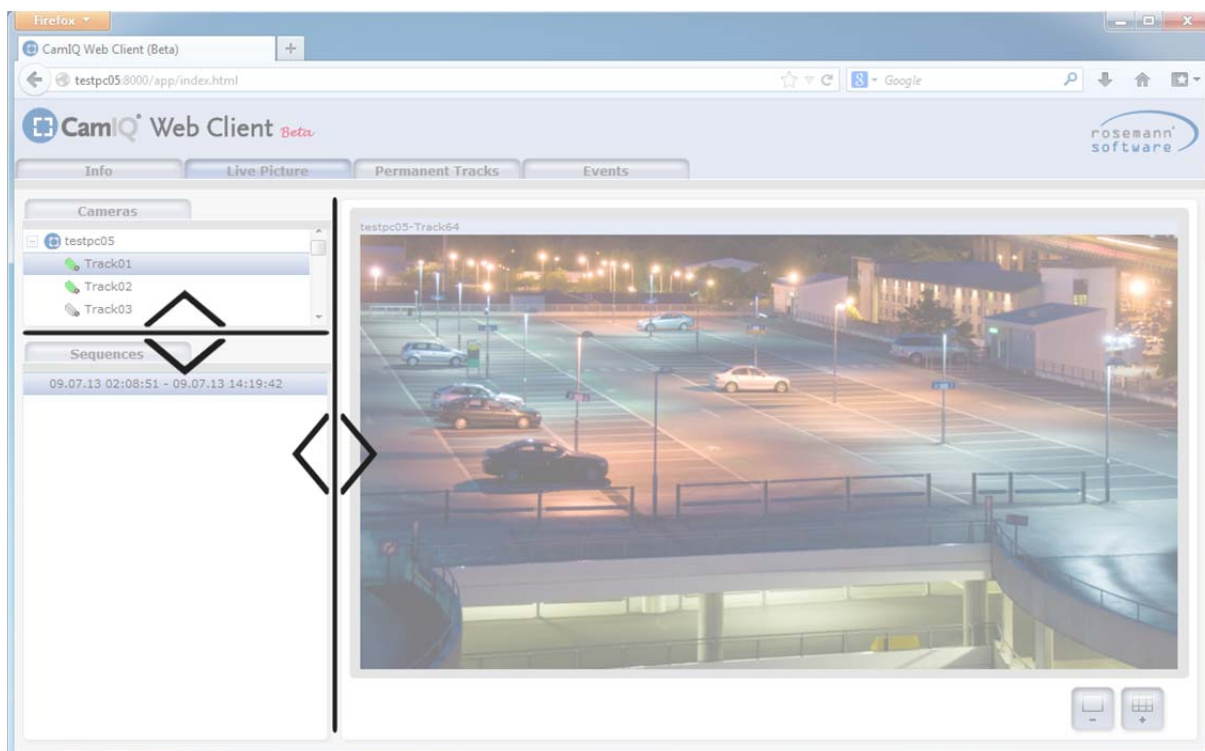 Firefox
CamIQ Web Client (Beta)
testpc05:8000/app/index.html
Google
CamIQ Web Client Beta
rosemann
software
Info
Live Picture
Permanent Tracks
Events
Cameras
testpc05
Track01
Track02
Track03
Sequences
09.07.13 02:08:51 - 09.07.13 14:19:42
testpc05-Track64